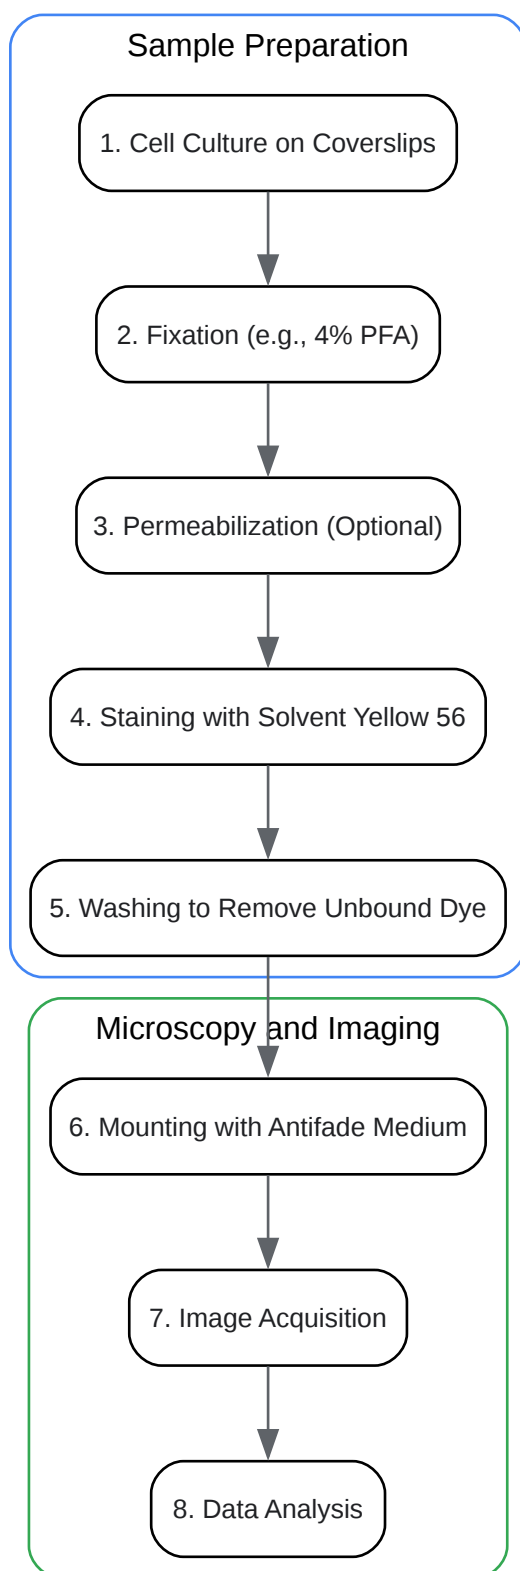 Sample Preparation
1. Cell Culture on Coverslips
2. Fixation (e.g., 4% PFA)
3. Permeabilization (Optional)
4. Staining with Solvent Yellow 56
5. Washing to Remove Unbound Dye
Microscopy and Imaging
6. Mounting with Antifade Medium
7. Image Acquisition
8. Data Analysis